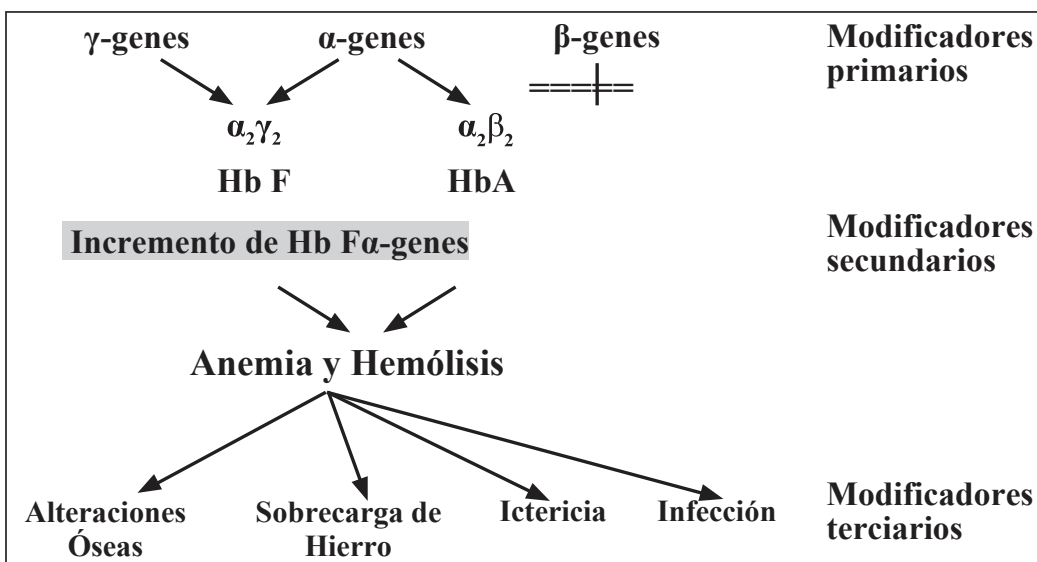 γ-genes α-genes β-genes Modificadores
primarios
=====
α₂γ₂ α₂β₂
Hb F HbA
Incremento de Hb Fα-genes Modificadores
secundarios
Anemia y Hemólisis
Alteraciones Sobrecarga de Ictericia Infección Modificadores
Óseas Hierro terciarios